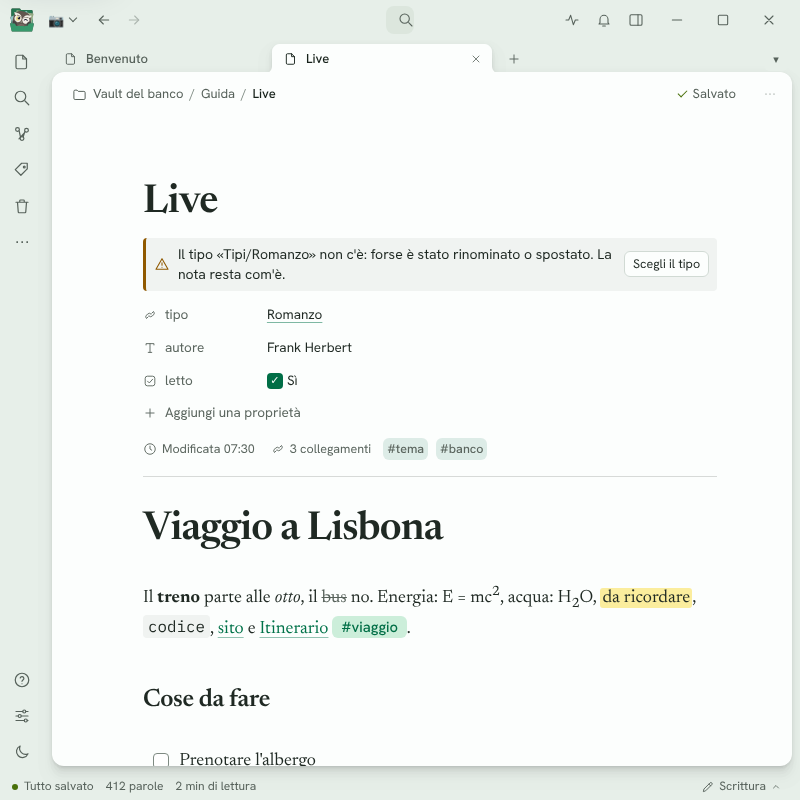 Benvenuto
Live
Vault del banco / Guida / Live
Salvato
Live
Il tipo «Tipi/Romanzo» non c'è: forse è stato rinominato o spostato. La
nota resta com'è.
Scegli il tipo
tipo Romanzo
autore Frank Herbert
letto Sì
Aggiungi una proprietà
Modificata 07:30 3 collegamenti #tema #banco
Viaggio a Lisbona
Il treno parte alle otto, il bus no. Energia: E = mc², acqua: H₂O, da ricordare,
codice, sito e Itinerario #viaggio.
Cose da fare
Prenotare l'albergo
Tutto salvato 412 parole 2 min di lettura
Scrittura